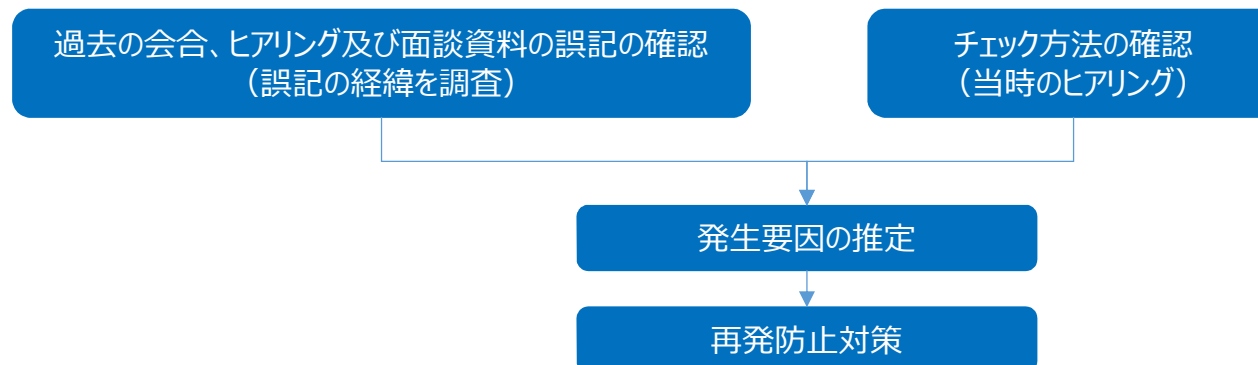 過去の会合、ヒアリング及び面談資料の誤記の確認
（誤記の経緯を調査）
チェック方法の確認
（当時のヒアリング）
発生要因の推定
再発防止対策